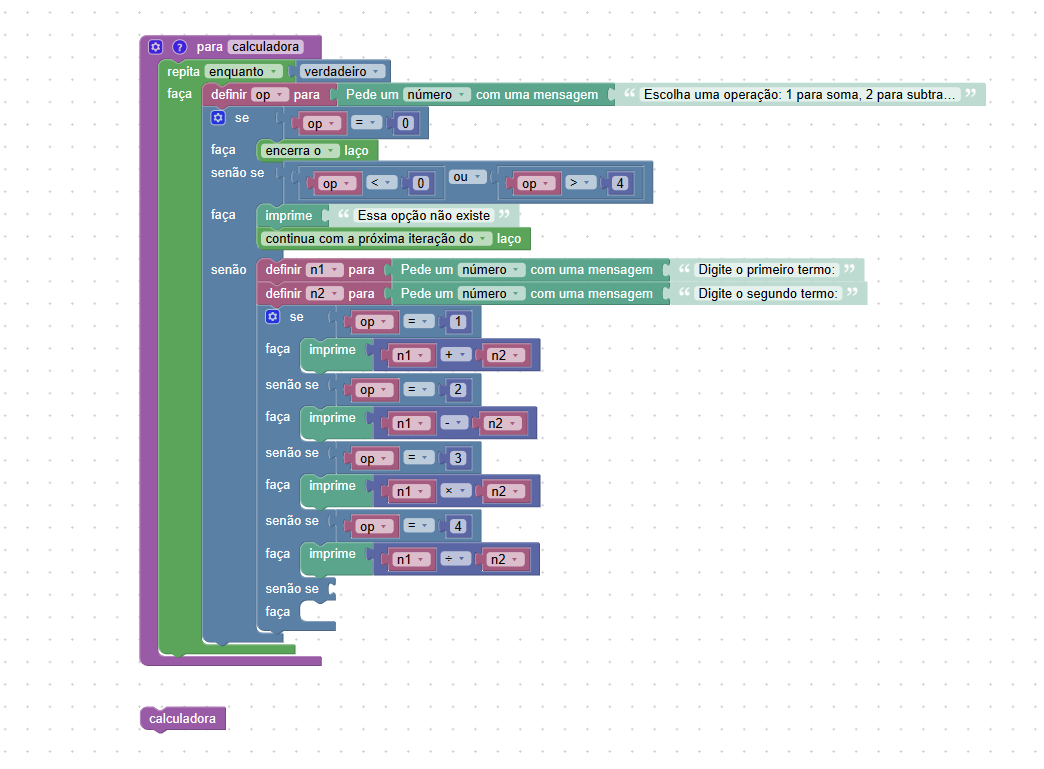 ? para calculadora
repita enquanto verdadeiro
faça definir op para Pede um número com uma mensagem “ Escolha uma operação: 1 para soma, 2 para subtra... ”
se op = 0
faça encerra o laço
senão se op < 0 ou op > 4
faça imprime “ Essa opção não existe ”
continua com a próxima iteração do laço
senão definir n1 para Pede um número com uma mensagem “ Digite o primeiro termo: ”
definir n2 para Pede um número com uma mensagem “ Digite o segundo termo: ”
se op = 1
faça imprime n1 + n2
senão se op = 2
faça imprime n1 - n2
senão se op = 3
faça imprime n1 × n2
senão se op = 4
faça imprime n1 ÷ n2
senão se
faça
calculadora